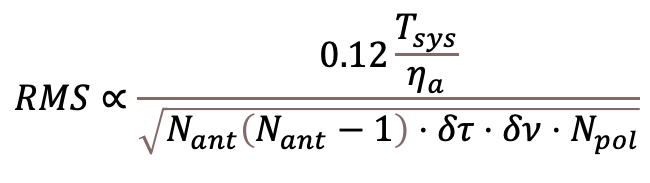 RMS ∝ 0.12 T_sys/η_a / √(N_ant(N_ant − 1) · δτ · δν · N_pol)